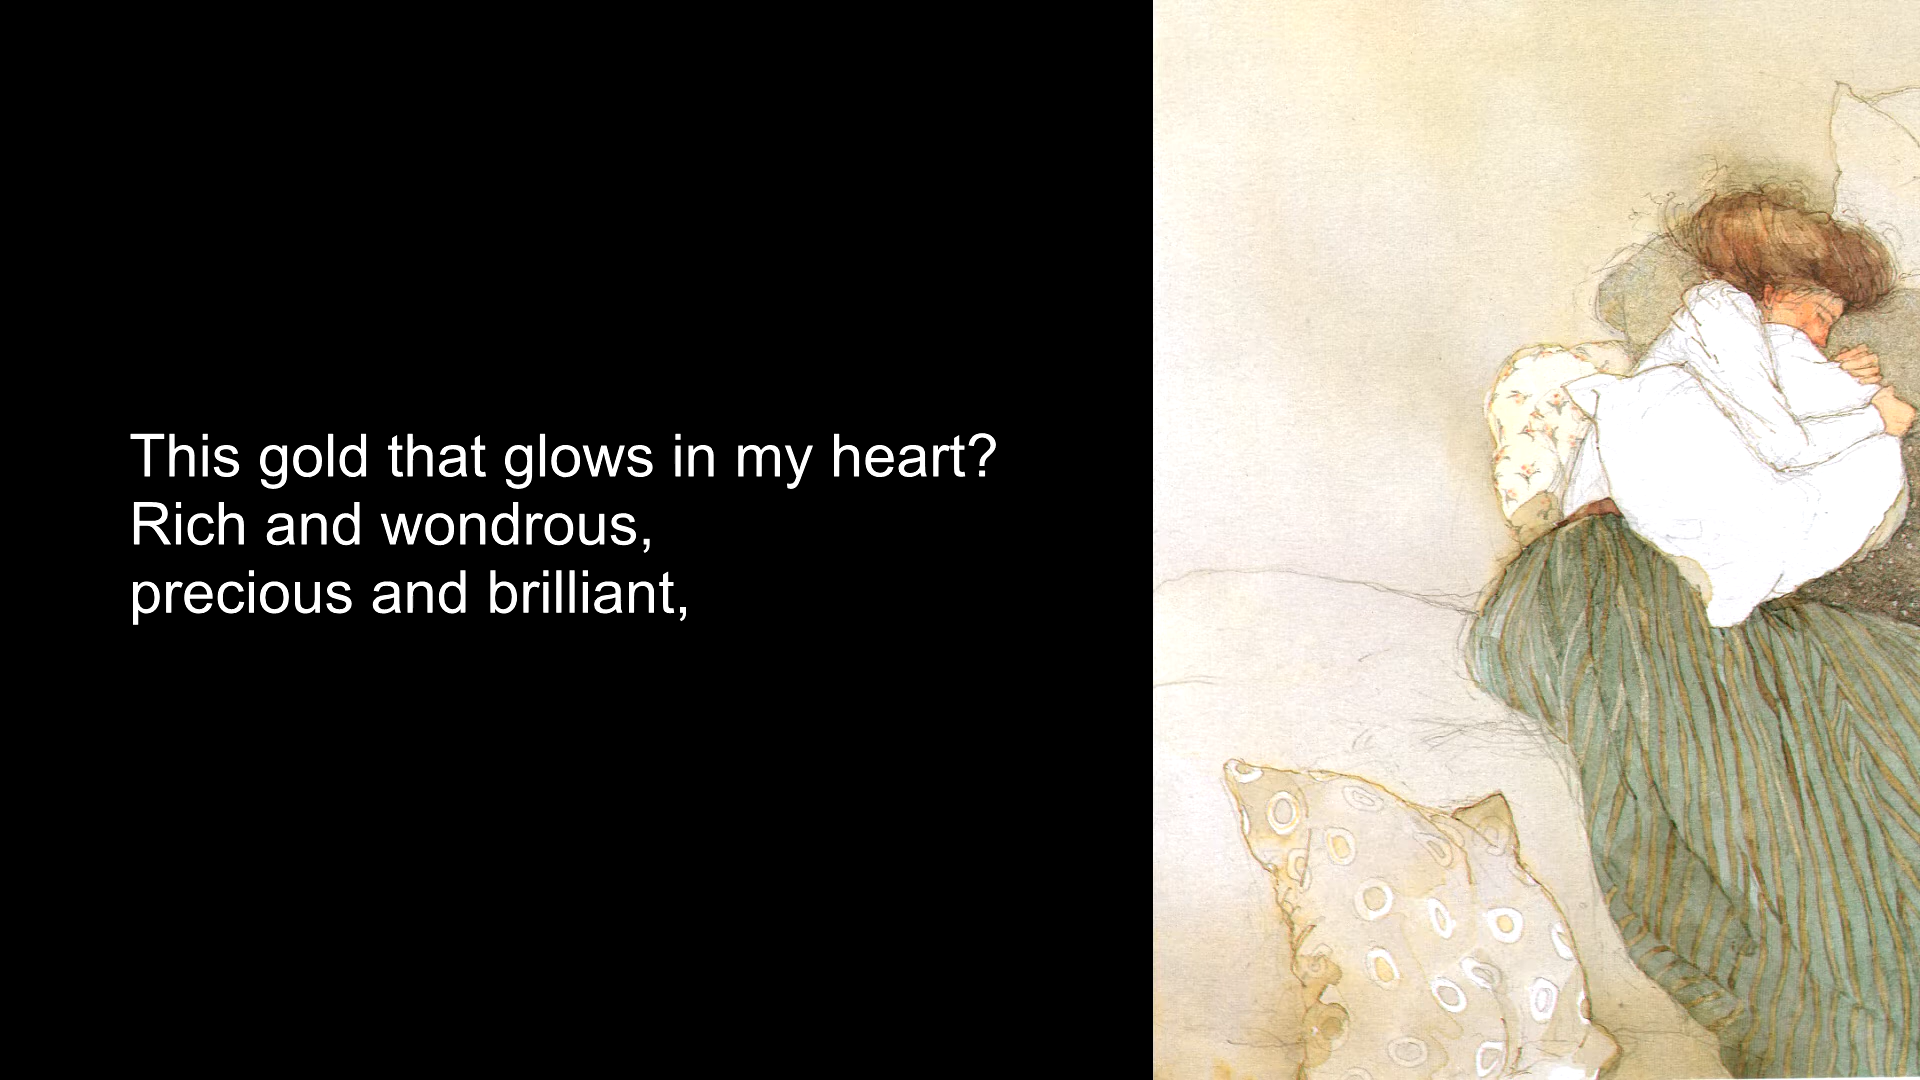 This gold that glows in my heart?
Rich and wondrous,
precious and brilliant,